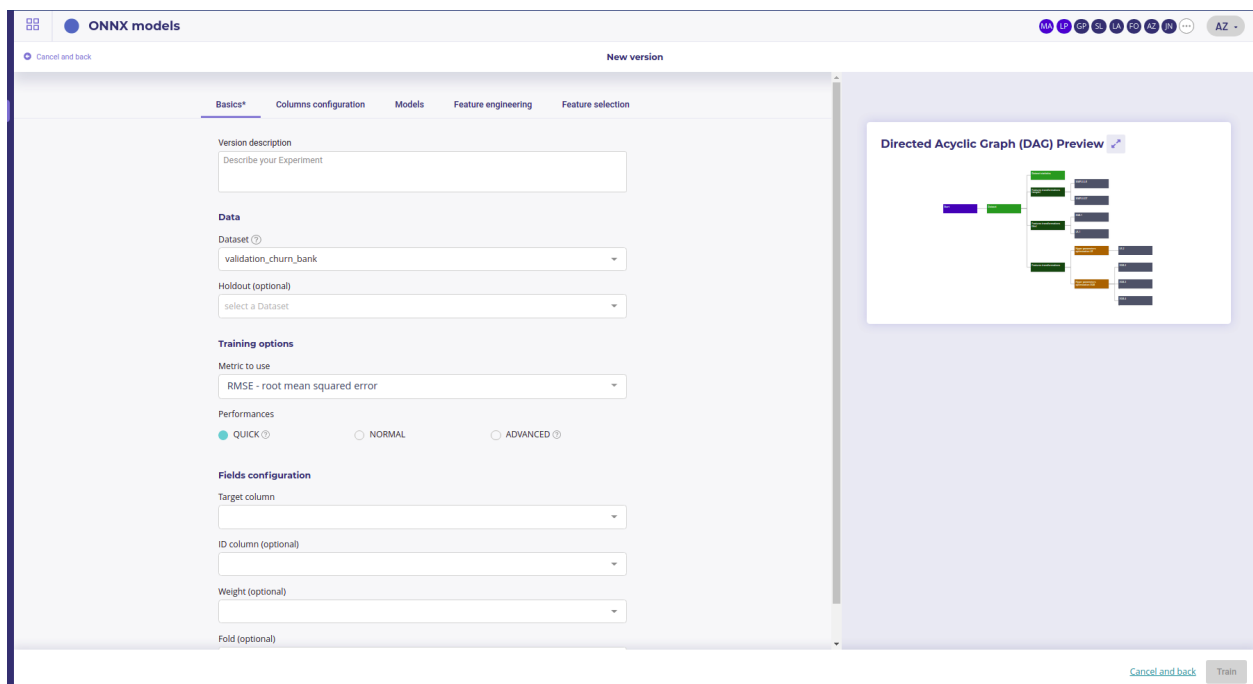 ONNX models
MA LP GP SL LA FO AZ JN
AZ
Cancel and back
New version
Basics*
Columns configuration
Models
Feature engineering
Feature selection
Version description
Describe your Experiment
Data
Dataset
validation_churn_bank
Holdout (optional)
select a Dataset
Training options
Metric to use
RMSE - root mean squared error
Performances
QUICK
NORMAL
ADVANCED
Fields configuration
Target column
ID column (optional)
Weight (optional)
Fold (optional)
Directed Acyclic Graph (DAG) Preview
Cancel and back
Train